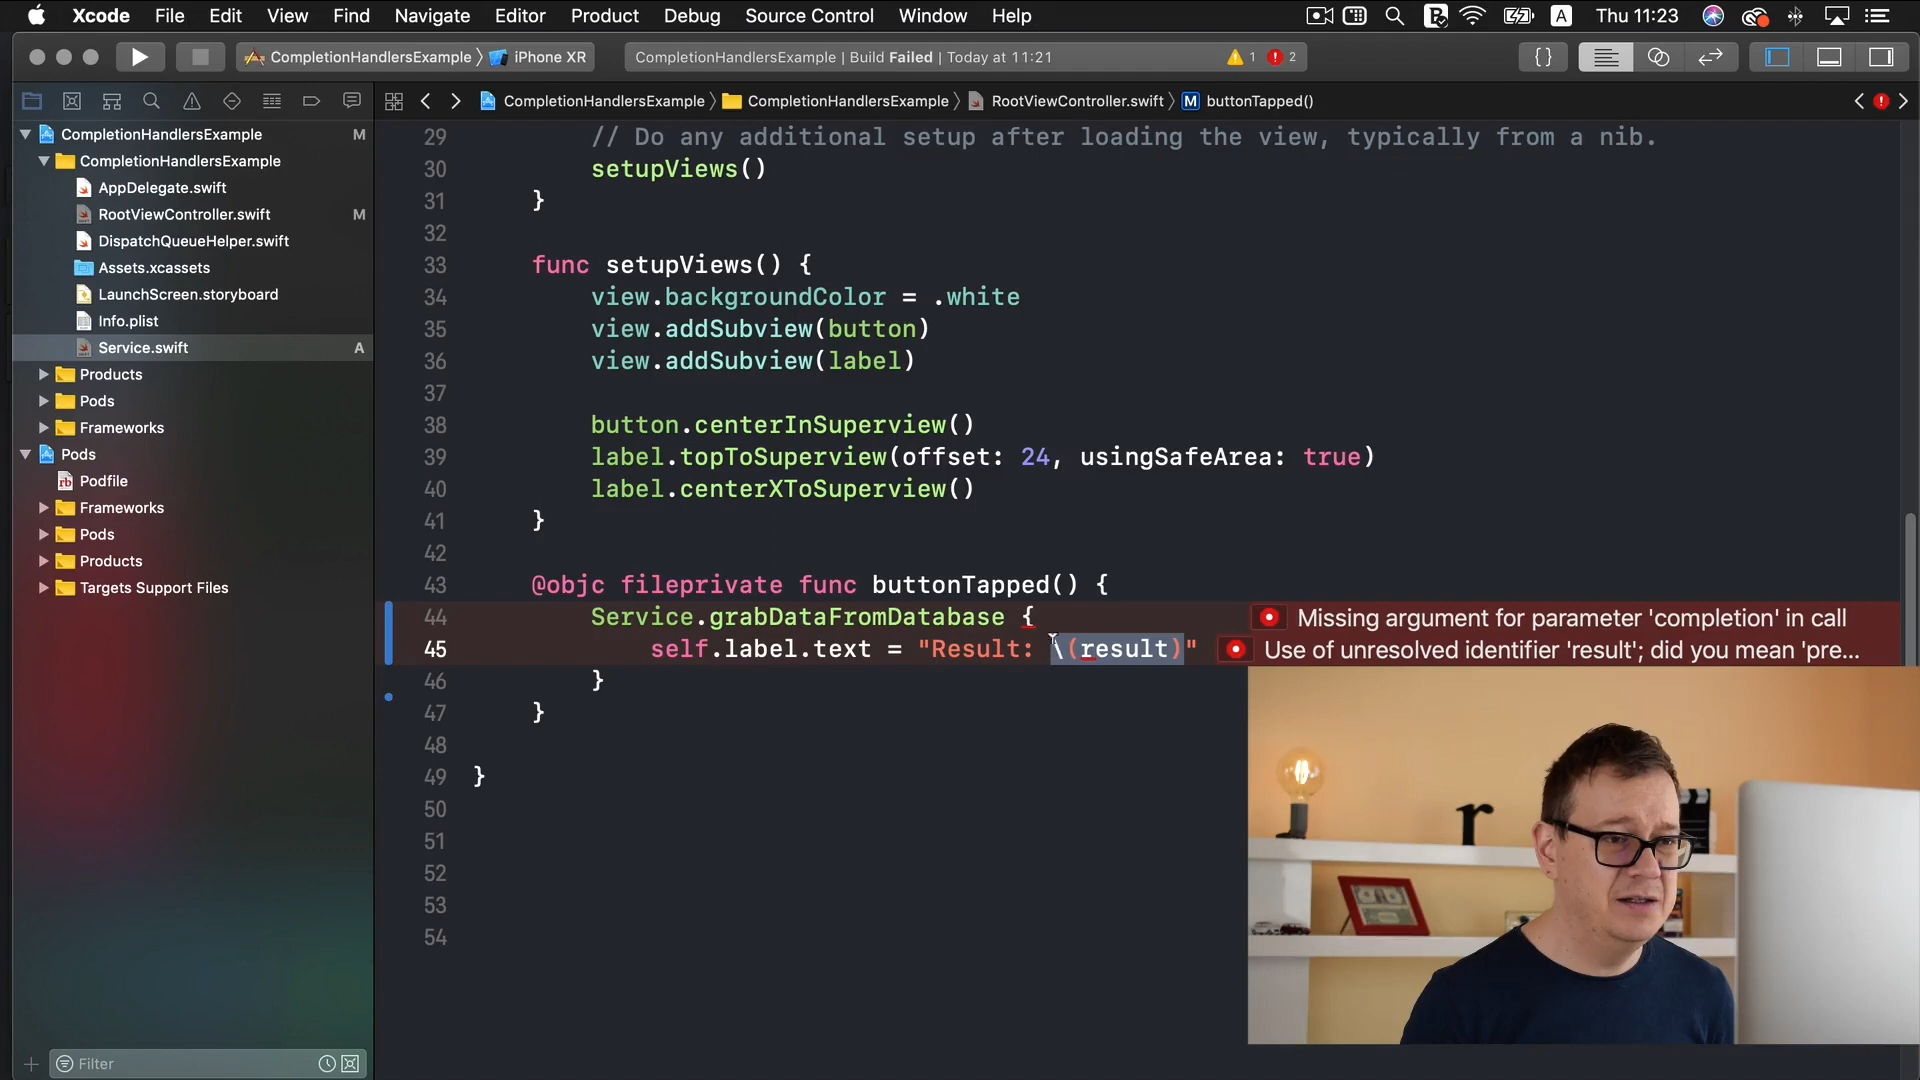 Xcode File Edit View Find Navigate Editor Product Debug Source Control Window Help A Thu 11:23
CompletionHandlersExample iPhone XR CompletionHandlersExample | Build Failed | Today at 11:21 1 2 {}
CompletionHandlersExample CompletionHandlersExample RootViewController.swift M buttonTapped()
CompletionHandlersExample M
CompletionHandlersExample
AppDelegate.swift
RootViewController.swift M
DispatchQueueHelper.swift
Assets.xcassets
LaunchScreen.storyboard
Info.plist
Service.swift A
Products
Pods
Frameworks
Pods
rb Podfile
Frameworks
Pods
Products
Targets Support Files
Filter
29 // Do any additional setup after loading the view, typically from a nib.
30 setupViews()
31 }
32
33 func setupViews() {
34 view.backgroundColor = .white
35 view.addSubview(button)
36 view.addSubview(label)
37
38 button.centerInSuperview()
39 label.topToSuperview(offset: 24, usingSafeArea: true)
40 label.centerXToSuperview()
41 }
42
43 @objc fileprivate func buttonTapped() {
44 Service.grabDataFromDatabase { Missing argument for parameter 'completion' in call
45 self.label.text = "Result: \(result)" Use of unresolved identifier 'result'; did you mean 'pre...
46 }
47 }
48
49 }
50
51
52
53
54
r